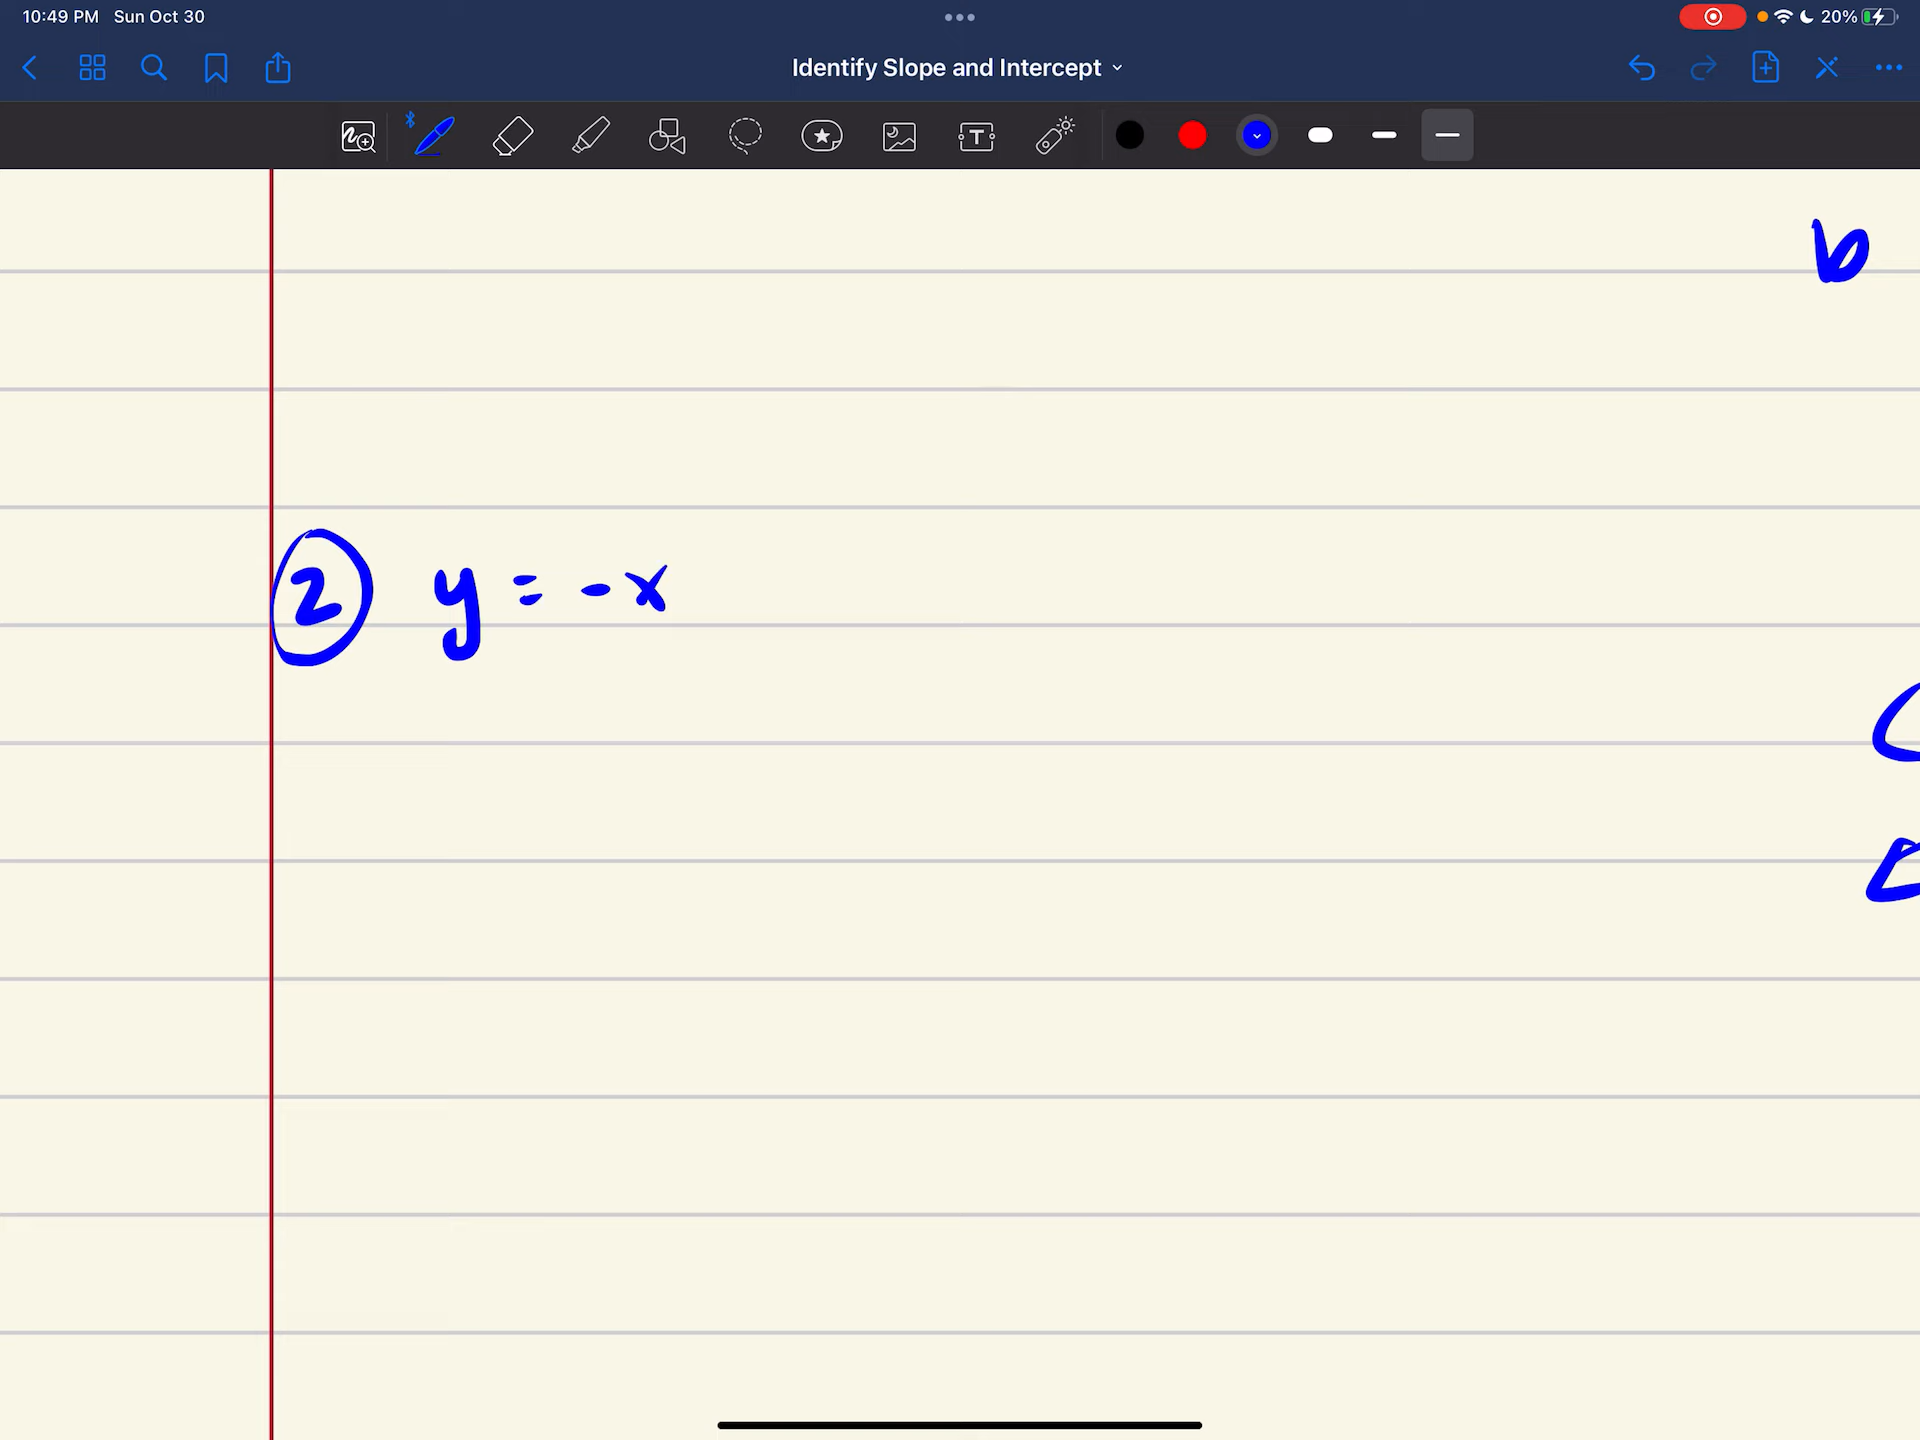 10:49 PM Sun Oct 30
20%
Identify Slope and Intercept
T
b
2 y = -x